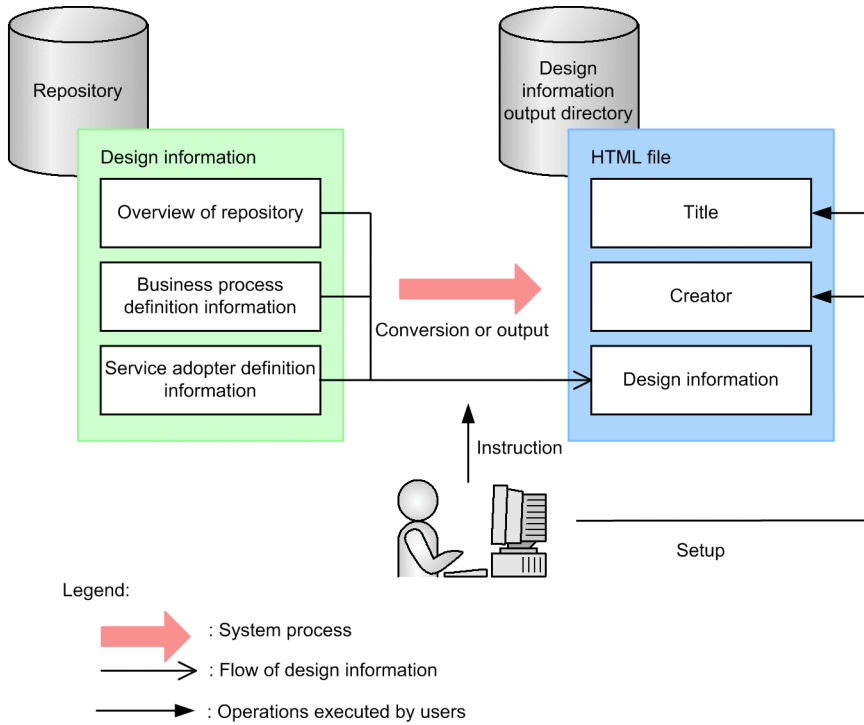 Repository
Design
information
output directory
Design information
Overview of repository
Business process
definition information
Service adopter definition
information
Conversion or output
HTML file
Title
Creator
Design information
Instruction
Setup
Legend:
: System process
: Flow of design information
: Operations executed by users